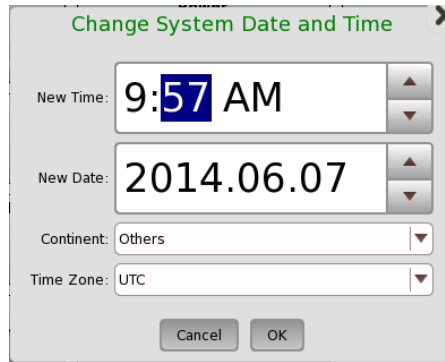 Change System Date and Time
New Time: 9:57 AM
New Date: 2014.06.07
Continent: Others
Time Zone: UTC
Cancel OK